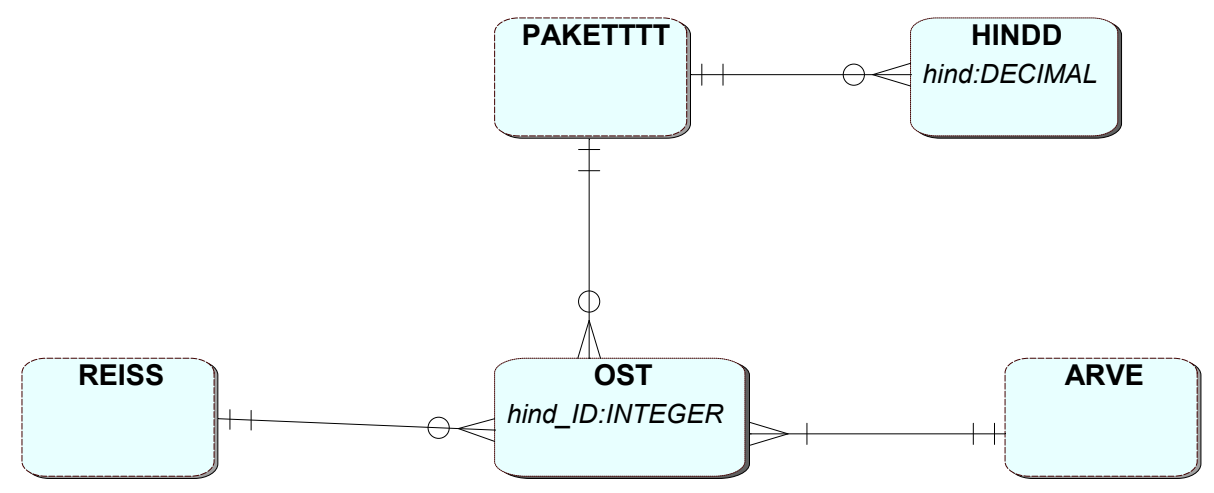 PAKETTTT
HINDD
hind:DECIMAL
REISS
OST
hind_ID:INTEGER
ARVE